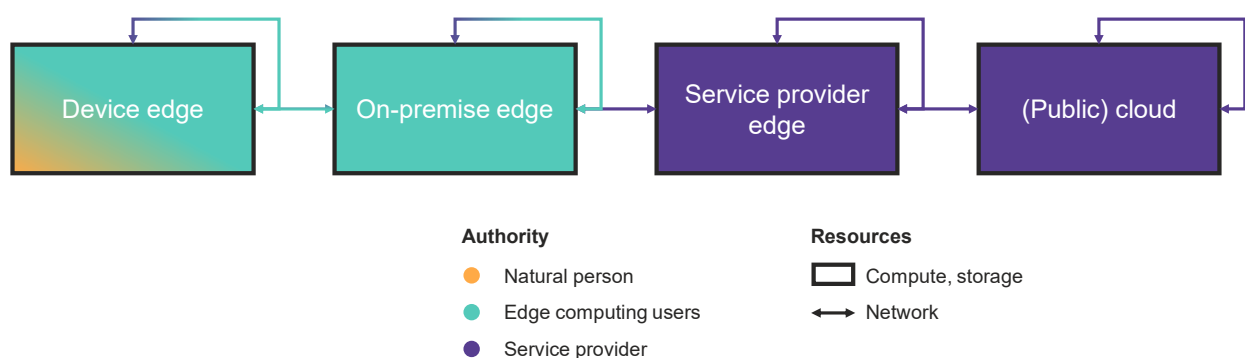 Device edge
On-premise edge
Service provider
edge
(Public) cloud
Authority
Natural person
Edge computing users
Service provider
Resources
Compute, storage
Network